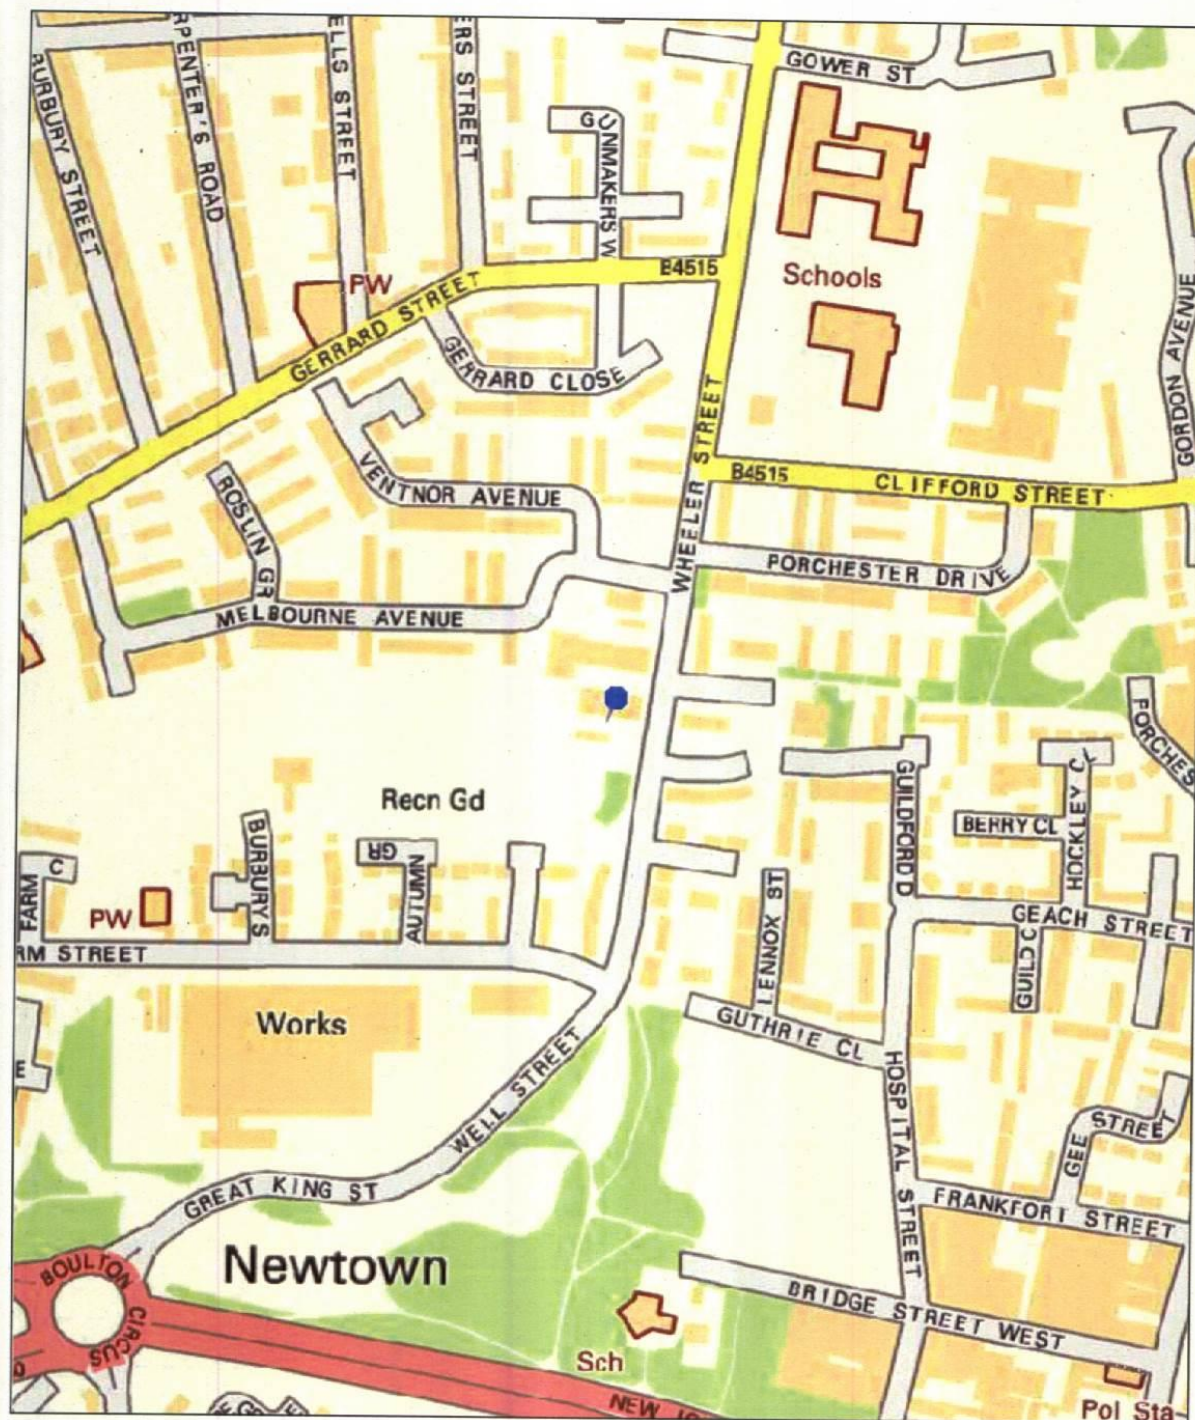 GOWER ST
BURBURY STREET
RPENTER'S ROAD
ELLS STREET
ERS STREET
GUNMAKERS W
B4515
Schools
PW
GERRARD STREET
GERRARD CLOSE
GORDON AVENUE
WHEELER STREET
B4515
CLIFFORD STREET
VENTNOR AVENUE
ROSLIN GR
PORCHESTER DRIVE
MELBOURNE AVENUE
PORCHES
GUILDFORD D
HOCKLEY CL
BERRY CL
Recn Gd
BURBURY S
AUTUMN GR
FARM C
PW
LENNOX ST
GEACH STREET
RM STREET
GUILD C
Works
GUTHRIE CL
E
WELL STREET
HOSPITAL STREET
GEE STREET
GREAT KING ST
FRANKFORT STREET
Newtown
BOULTON CIRCUS
BRIDGE STREET WEST
Sch
NEW
Pol Sta